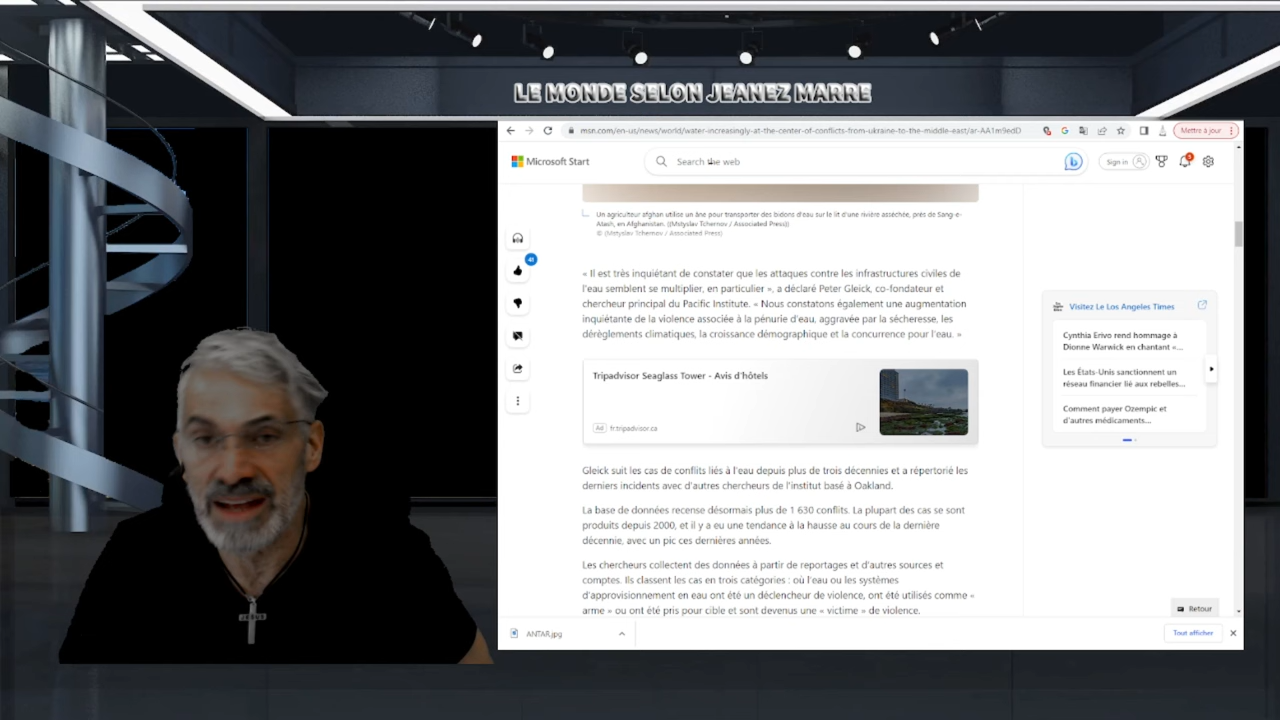 LE MONDE SELON JEANEZ MARRE
msn.com/en-us/news/world/water-increasingly-at-the-center-of-conflicts-from-ukraine-to-the-middle-east/ar-AA1m9edD
Mettre à jour
Microsoft Start
Search the web
Sign in
Un agriculteur afghan utilise un âne pour transporter des bidons d'eau sur le lit d'une rivière asséchée, près de Sang-e-
Atash, en Afghanistan. ((Mstyslav Tchernov / Associated Press))
© (Mstyslav Tchernov / Associated Press)
« Il est très inquiétant de constater que les attaques contre les infrastructures civiles de
l'eau semblent se multiplier, en particulier », a déclaré Peter Gleick, co-fondateur et
chercheur principal du Pacific Institute. « Nous constatons également une augmentation
inquiétante de la violence associée à la pénurie d'eau, aggravée par la sécheresse, les
dérèglements climatiques, la croissance démographique et la concurrence pour l'eau. »
41
Tripadvisor Seaglass Tower - Avis d'hôtels
Ad fr.tripadvisor.ca
Gleick suit les cas de conflits liés à l'eau depuis plus de trois décennies et a répertorié les
derniers incidents avec d'autres chercheurs de l'institut basé à Oakland.
La base de données recense désormais plus de 1 630 conflits. La plupart des cas se sont
produits depuis 2000, et il y a eu une tendance à la hausse au cours de la dernière
décennie, avec un pic ces dernières années.
Les chercheurs collectent des données à partir de reportages et d'autres sources et
comptes. Ils classent les cas en trois catégories : où l'eau ou les systèmes
d'approvisionnement en eau ont été un déclencheur de violence, ont été utilisés comme «
arme » ou ont été pris pour cible et sont devenus une « victime » de violence.
Visitez Le Los Angeles Times
Cynthia Erivo rend hommage à
Dionne Warwick en chantant «...
Les États-Unis sanctionnent un
réseau financier lié aux rebelles...
Comment payer Ozempic et
d'autres médicaments...
Retour
ANTAR.jpg
Tout afficher
JESUS